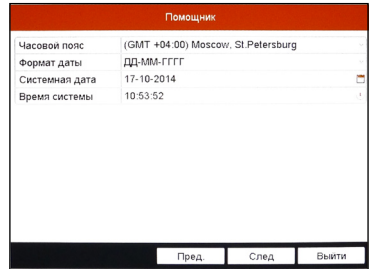 Помощник
Часовой пояс (GMT +04:00) Moscow, St.Petersburg
Формат даты ДД-ММ-ГГГГ
Системная дата 17-10-2014
Время системы 10:53:52
Пред. След Выити